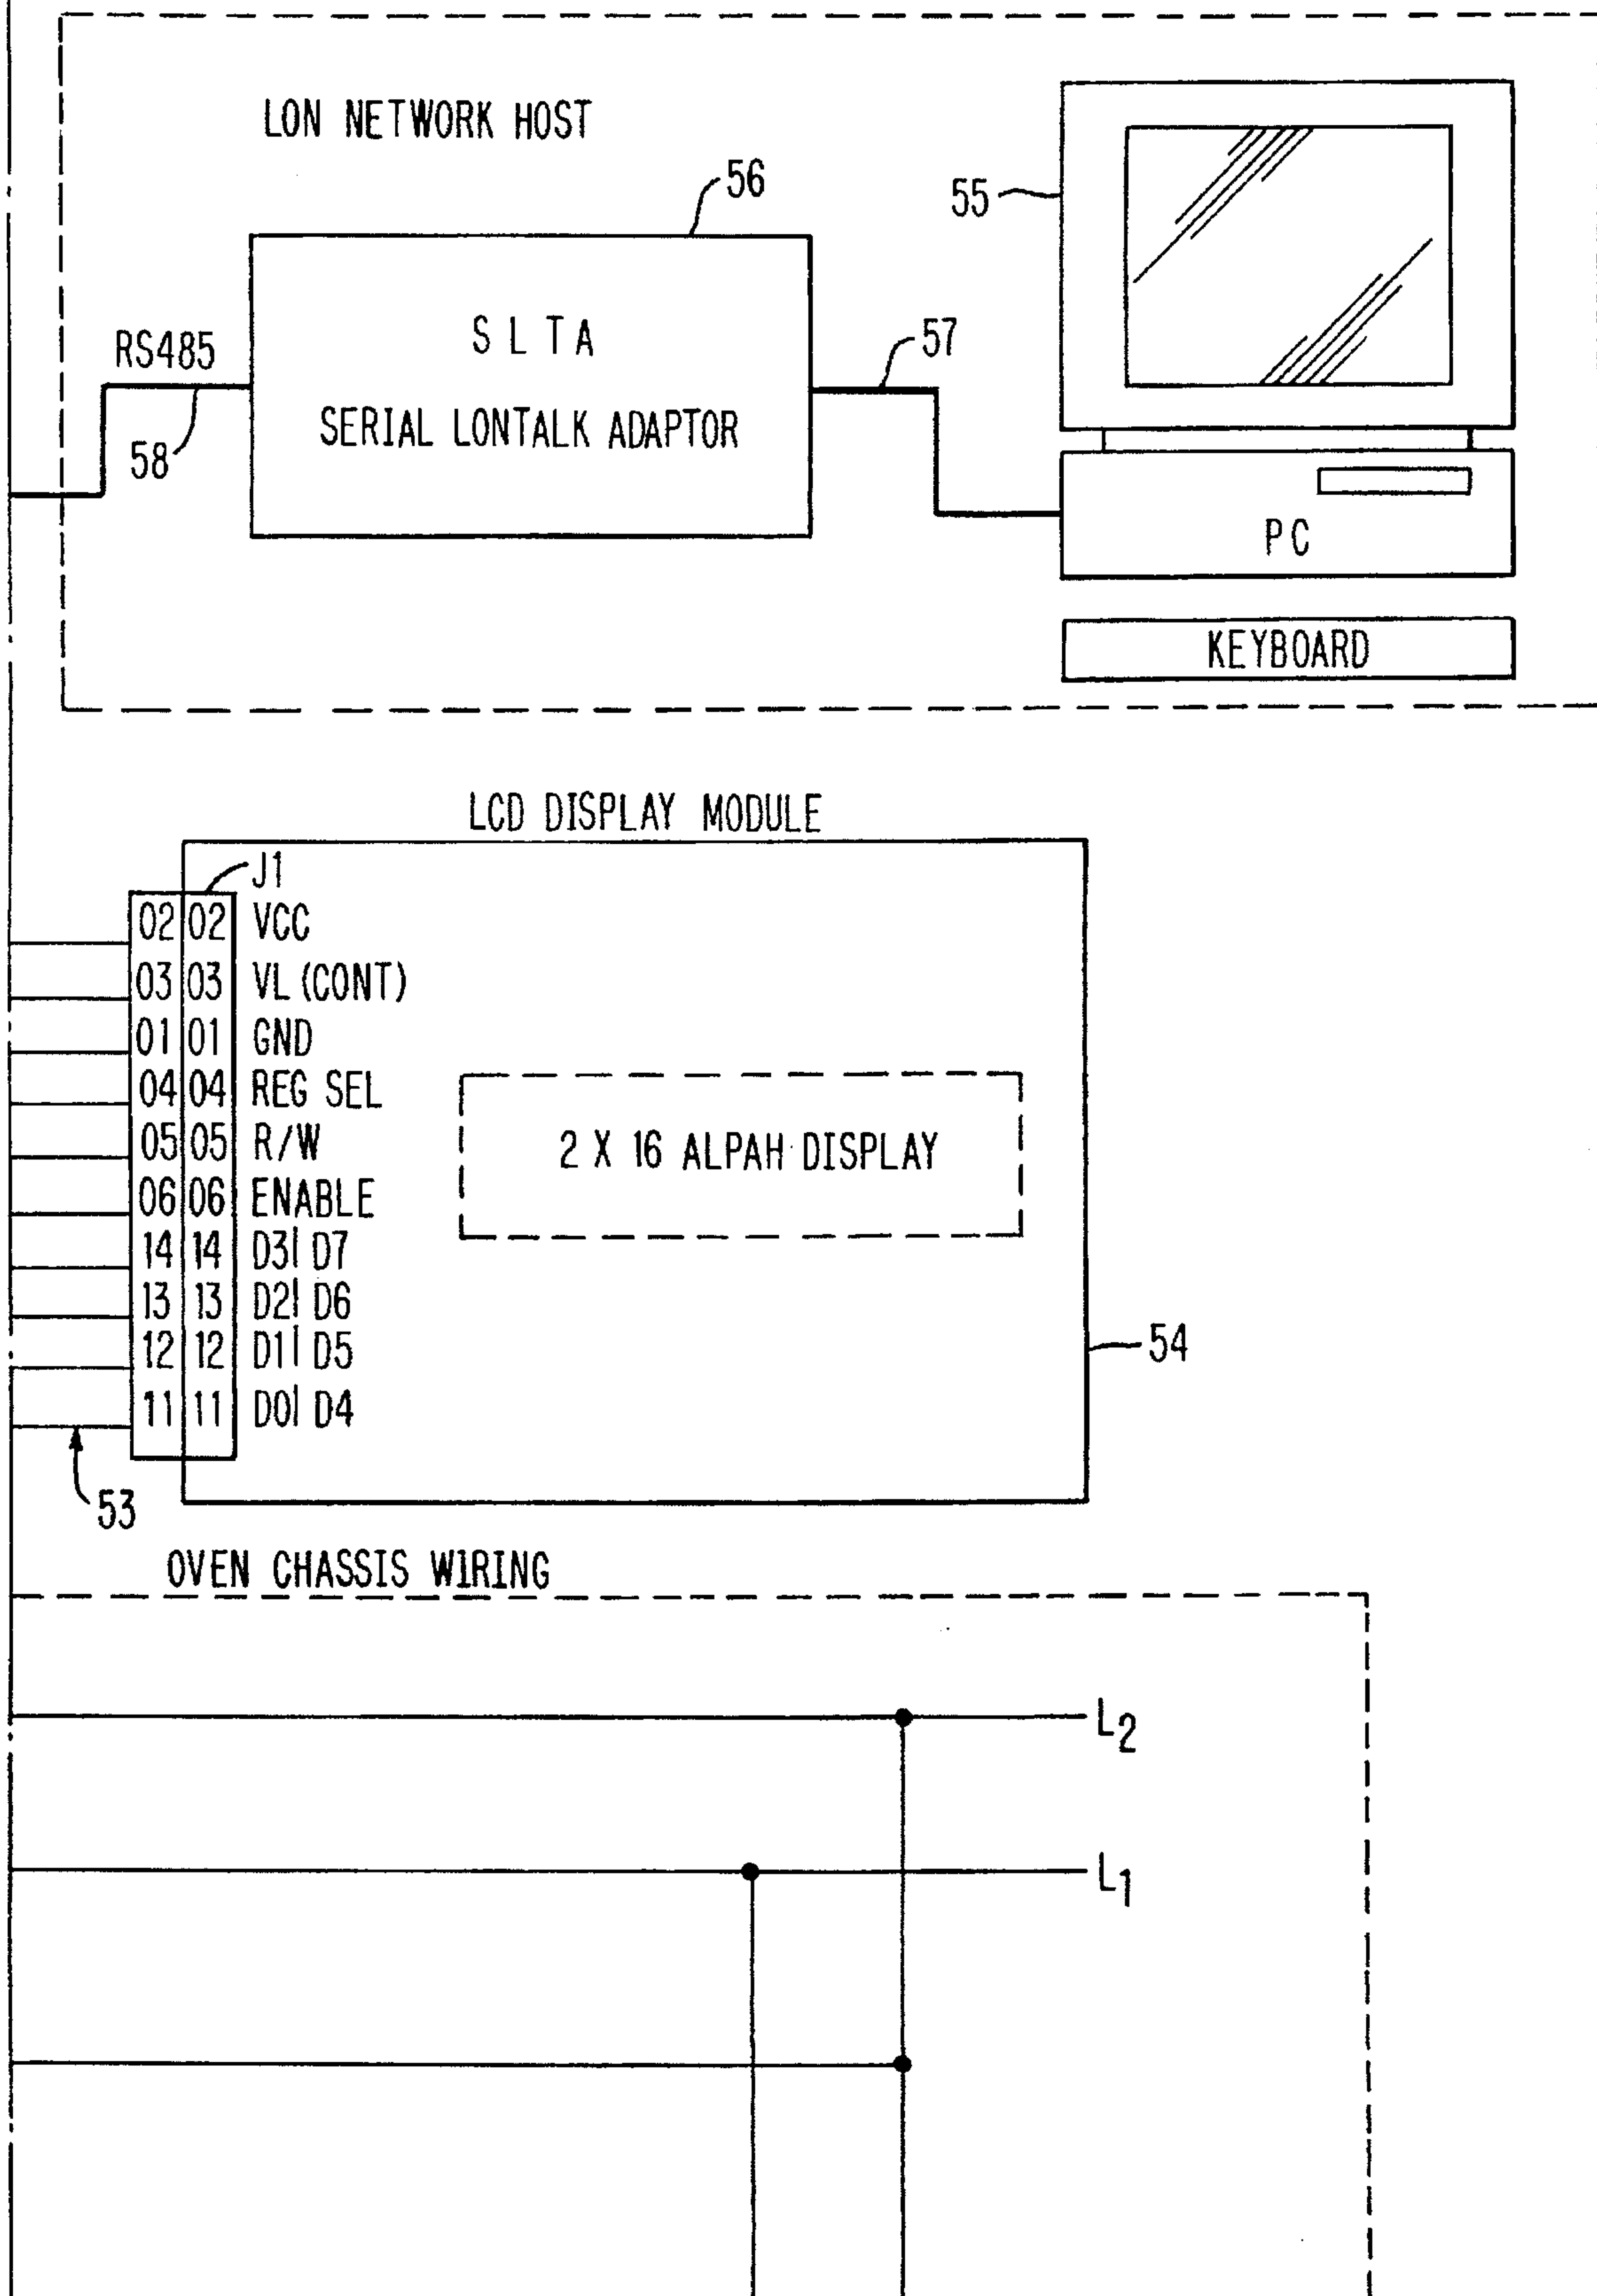 LON NETWORK HOST
56
55
RS485
58
S L T A
SERIAL LONTALK ADAPTOR
57
PC
KEYBOARD
LCD DISPLAY MODULE
J1
02 02 VCC
03 03 VL (CONT)
01 01 GND
04 04 REG SEL
05 05 R/W
06 06 ENABLE
14 14 D3| D7
13 13 D2| D6
12 12 D1| D5
11 11 D0| D4
2 X 16 ALPAH DISPLAY
54
53
OVEN CHASSIS WIRING
L2
L1